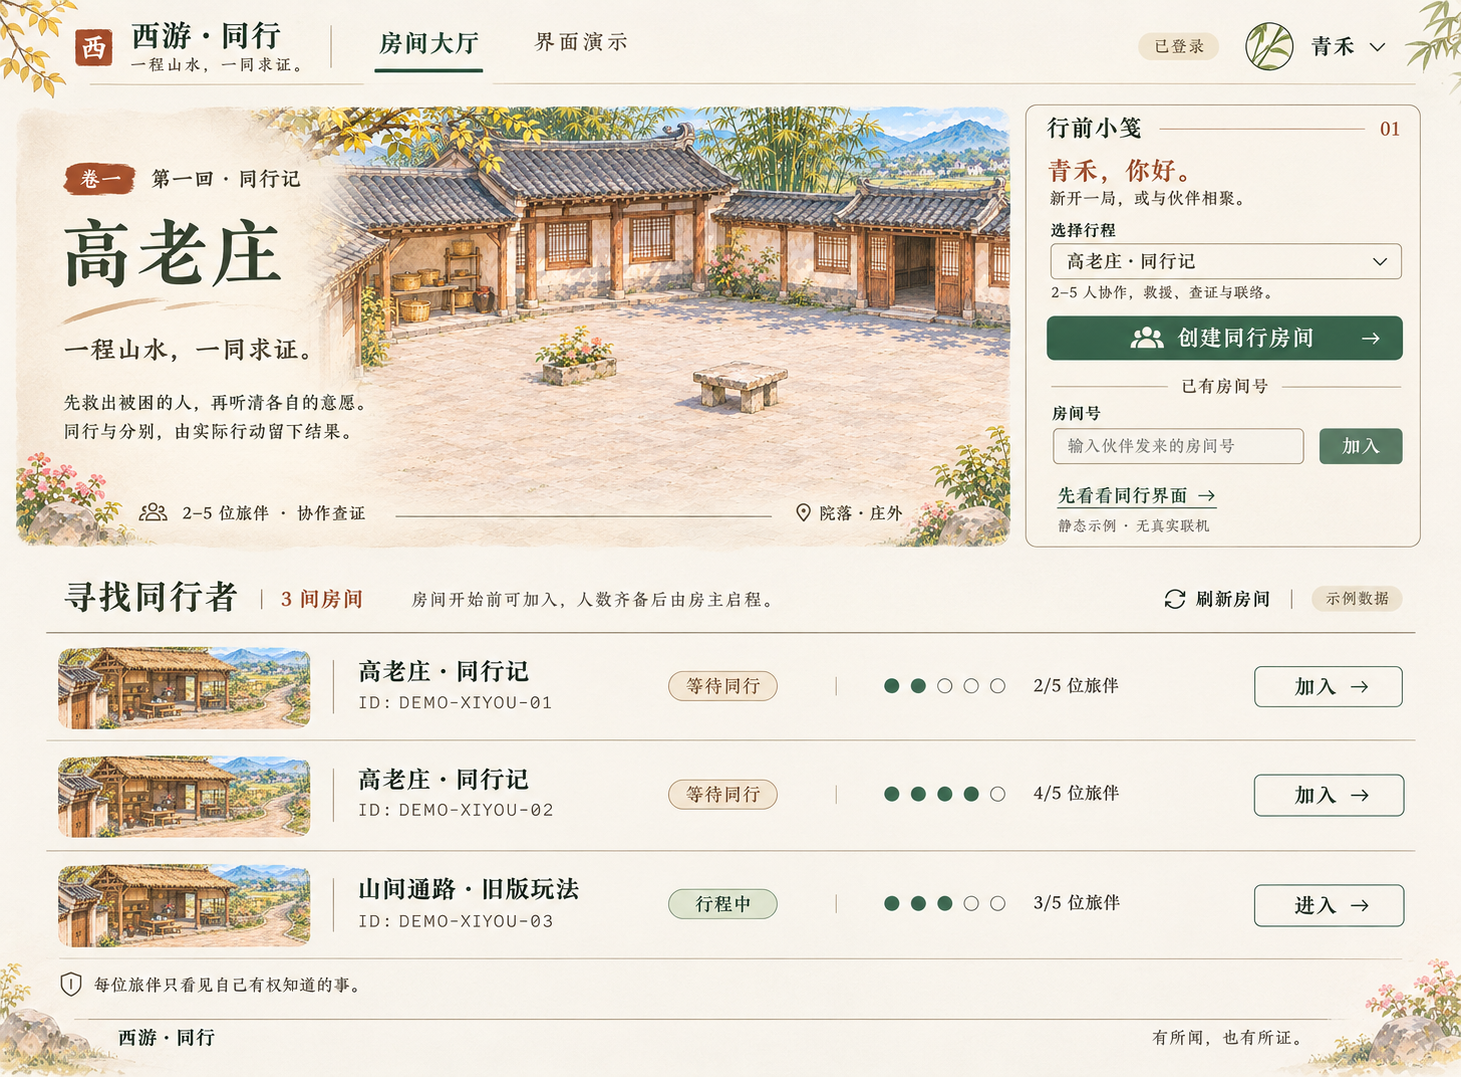 西
西游·同行
一程山水，一同求证。
房间大厅
界面演示
已登录
青禾
卷一
第一回·同行记
高老庄
一程山水，一同求证。
先救出被困的人，再听清各自的意愿。
同行与分别，由实际行动留下结果。
2–5 位旅伴 · 协作查证
院落·庄外
行前小笺
01
青禾，你好。
新开一局，或与伙伴相聚。
选择行程
高老庄·同行记
2–5 人协作，救援、查证与联络。
创建同行房间 →
已有房间号
房间号
输入伙伴发来的房间号
加入
先看看同行界面 →
静态示例 · 无真实联机
寻找同行者
3 间房间
房间开始前可加入，人数齐备后由房主启程。
刷新房间
示例数据
高老庄·同行记
ID: DEMO-XIYOU-01
等待同行
2/5 位旅伴
加入 →
高老庄·同行记
ID: DEMO-XIYOU-02
等待同行
4/5 位旅伴
加入 →
山间通路·旧版玩法
ID: DEMO-XIYOU-03
行程中
3/5 位旅伴
进入 →
每位旅伴只看见自己有权知道的事。
西游·同行
有所闻，也有所证。